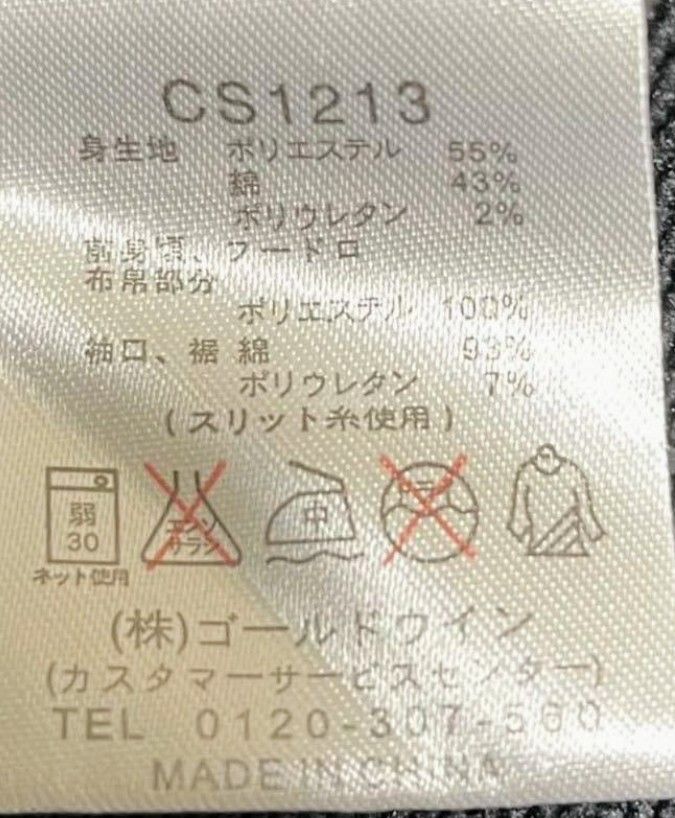 CS1213
身生地 ポリエステル 55%
綿 43%
ポリウレタン 2%
前身頃、フードロ
布帛部分
ポリエステル 100%
袖口、裾 綿 93%
ポリウレタン 7%
(スリット糸使用)
弱
30
エンソ
サラシ
中
ネット使用
(株)ゴールドウイン
(カスタマーサービスセンター)
TEL 0120-307-560
MADE IN CHINA